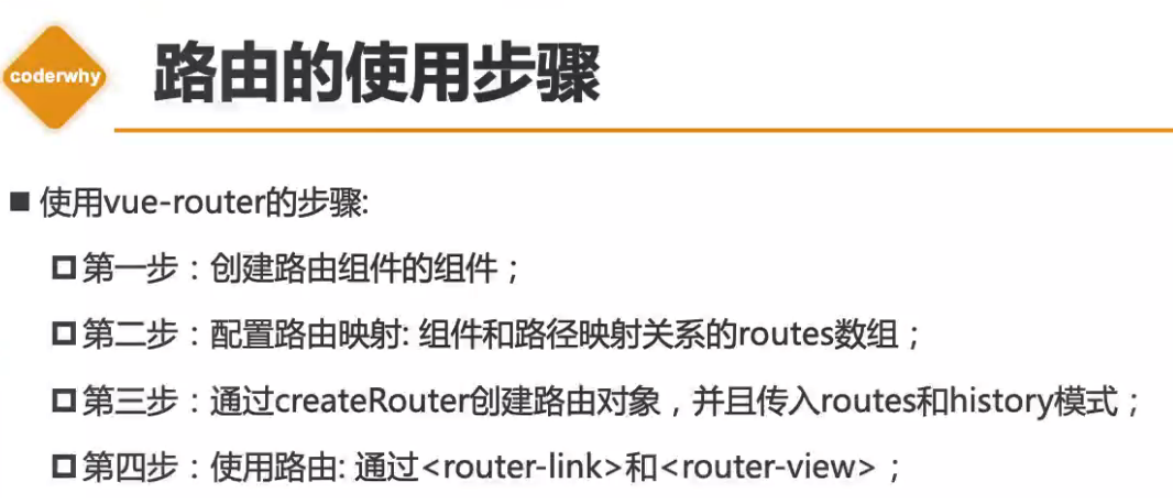 coderwhy
路由的使用步骤
使用vue-router的步骤:
第一步：创建路由组件的组件；
第二步：配置路由映射: 组件和路径映射关系的routes数组；
第三步：通过createRouter创建路由对象，并且传入routes和history模式；
第四步：使用路由: 通过<router-link>和<router-view>；